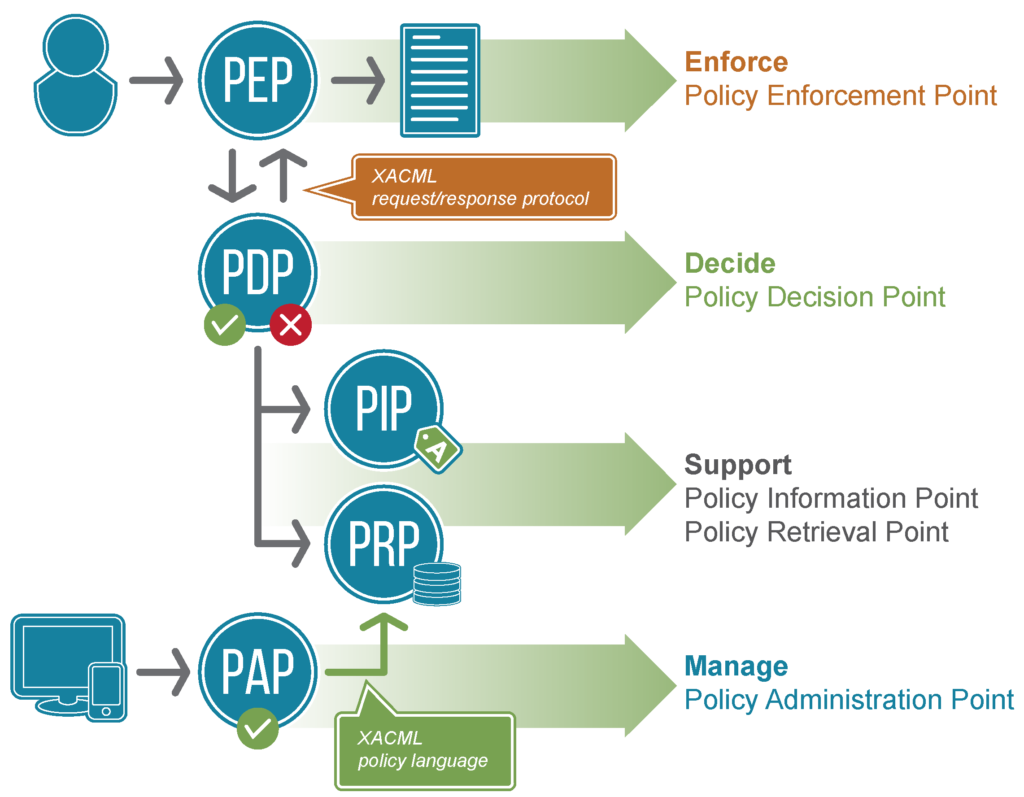 PEP
Enforce
Policy Enforcement Point
XACML
request/response protocol
PDP
Decide
Policy Decision Point
PIP
A
Support
Policy Information Point
Policy Retrieval Point
PRP
PAP
Manage
Policy Administration Point
XACML
policy language